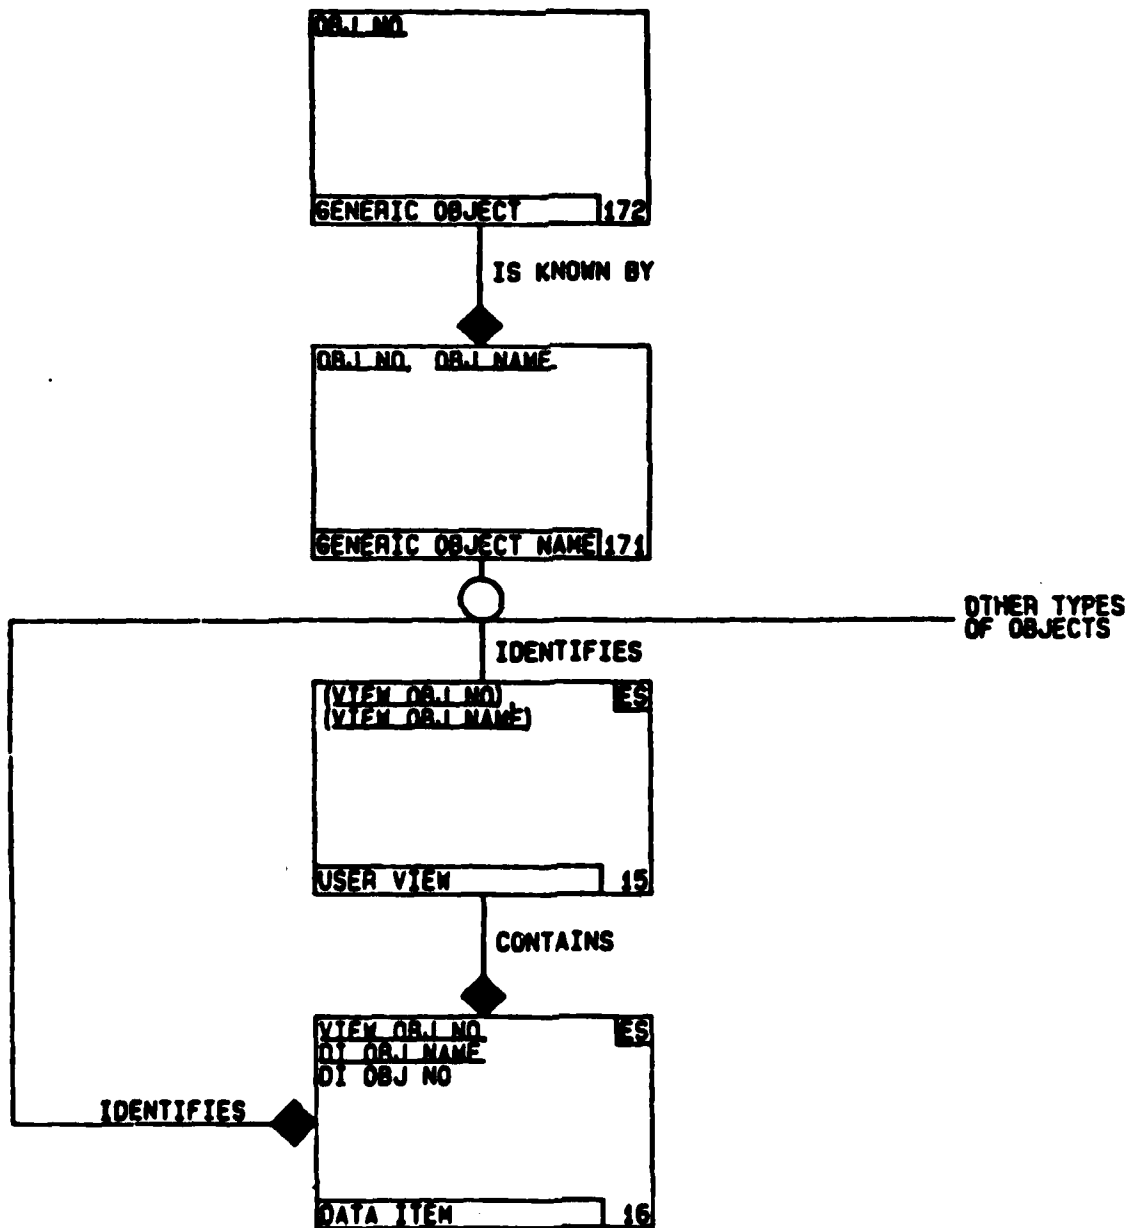 OBJ NO
GENERIC OBJECT 172
IS KNOWN BY
OBJ NO, OBJ NAME
GENERIC OBJECT NAME 171
OTHER TYPES
OF OBJECTS
IDENTIFIES
(VIEW OBJ NO), ES
(VIEW OBJ NAME)
USER VIEW 15
CONTAINS
VIEW OBJ NO ES
DI OBJ NAME
DI OBJ NO
IDENTIFIES
DATA ITEM 16